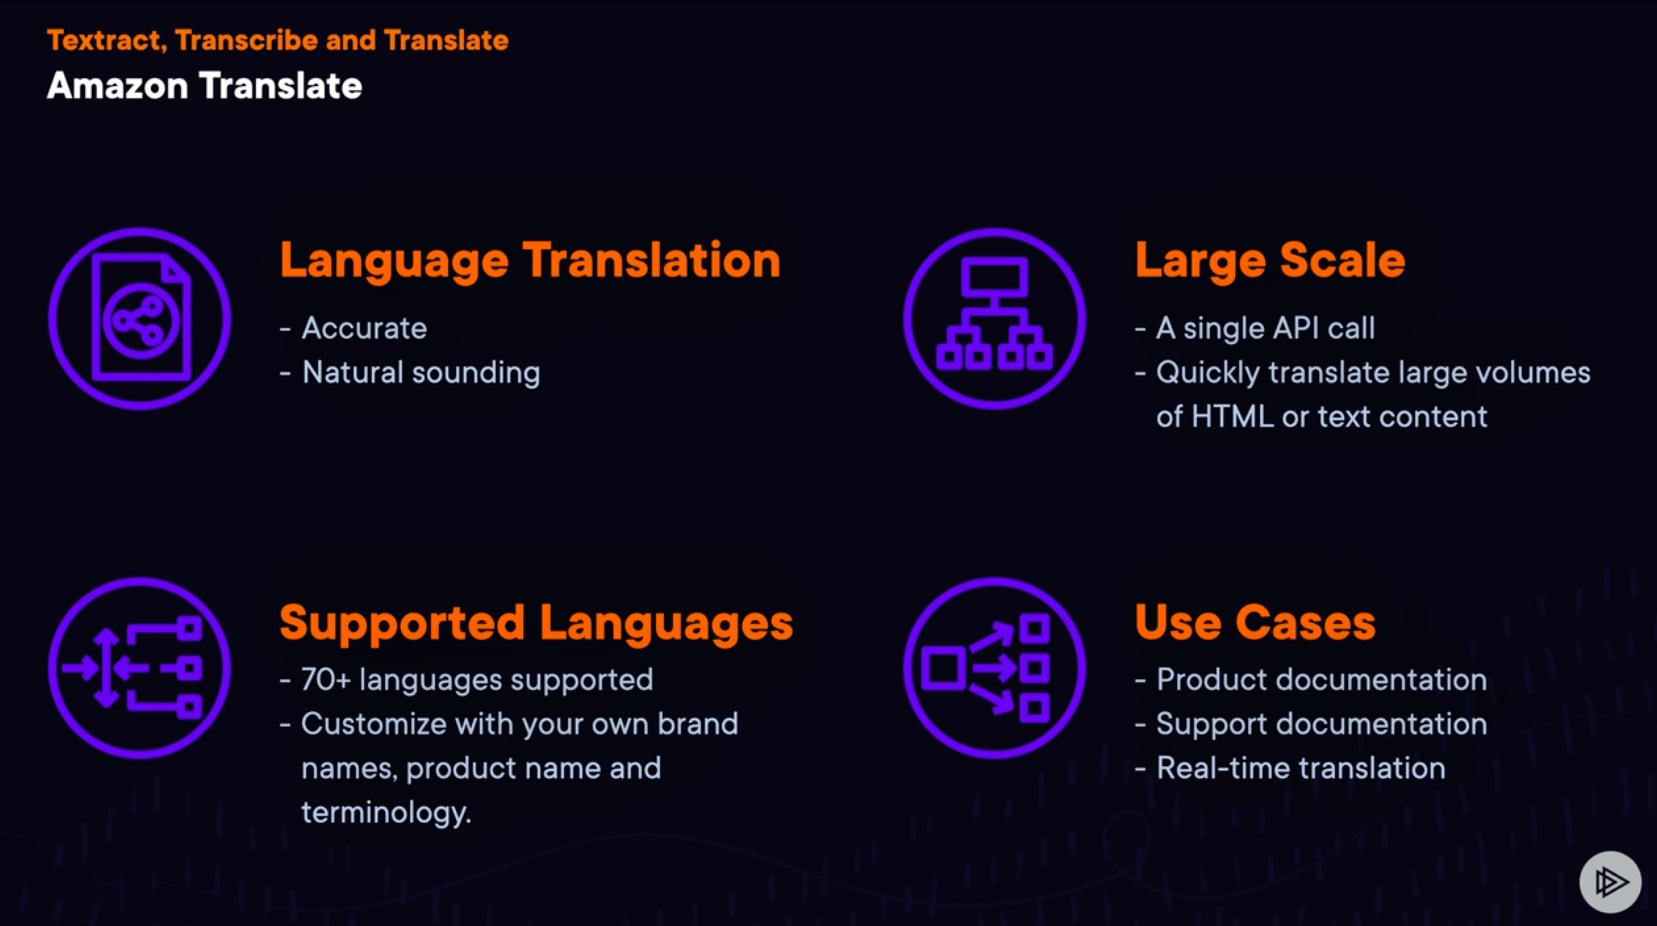 Textract, Transcribe and Translate
Amazon Translate
Language Translation
- Accurate
- Natural sounding
Large Scale
- A single API call
- Quickly translate large volumes
of HTML or text content
Supported Languages
- 70+ languages supported
- Customize with your own brand
names, product name and
terminology.
Use Cases
- Product documentation
- Support documentation
- Real-time translation